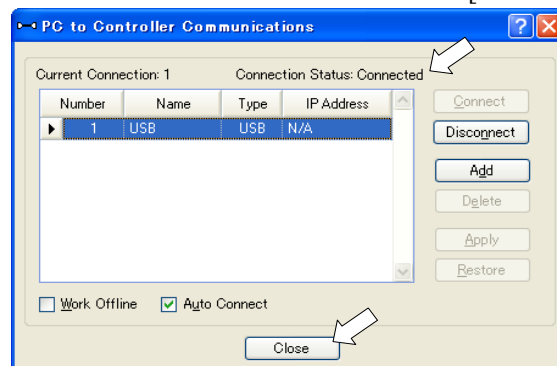 PC to Controller Communications
Current Connection: 1 Connection Status: Connected
Number Name Type IP Address
1 USB USB N/A
Connect
Disconnect
Add
Delete
Apply
Restore
Work Offline Auto Connect
Close